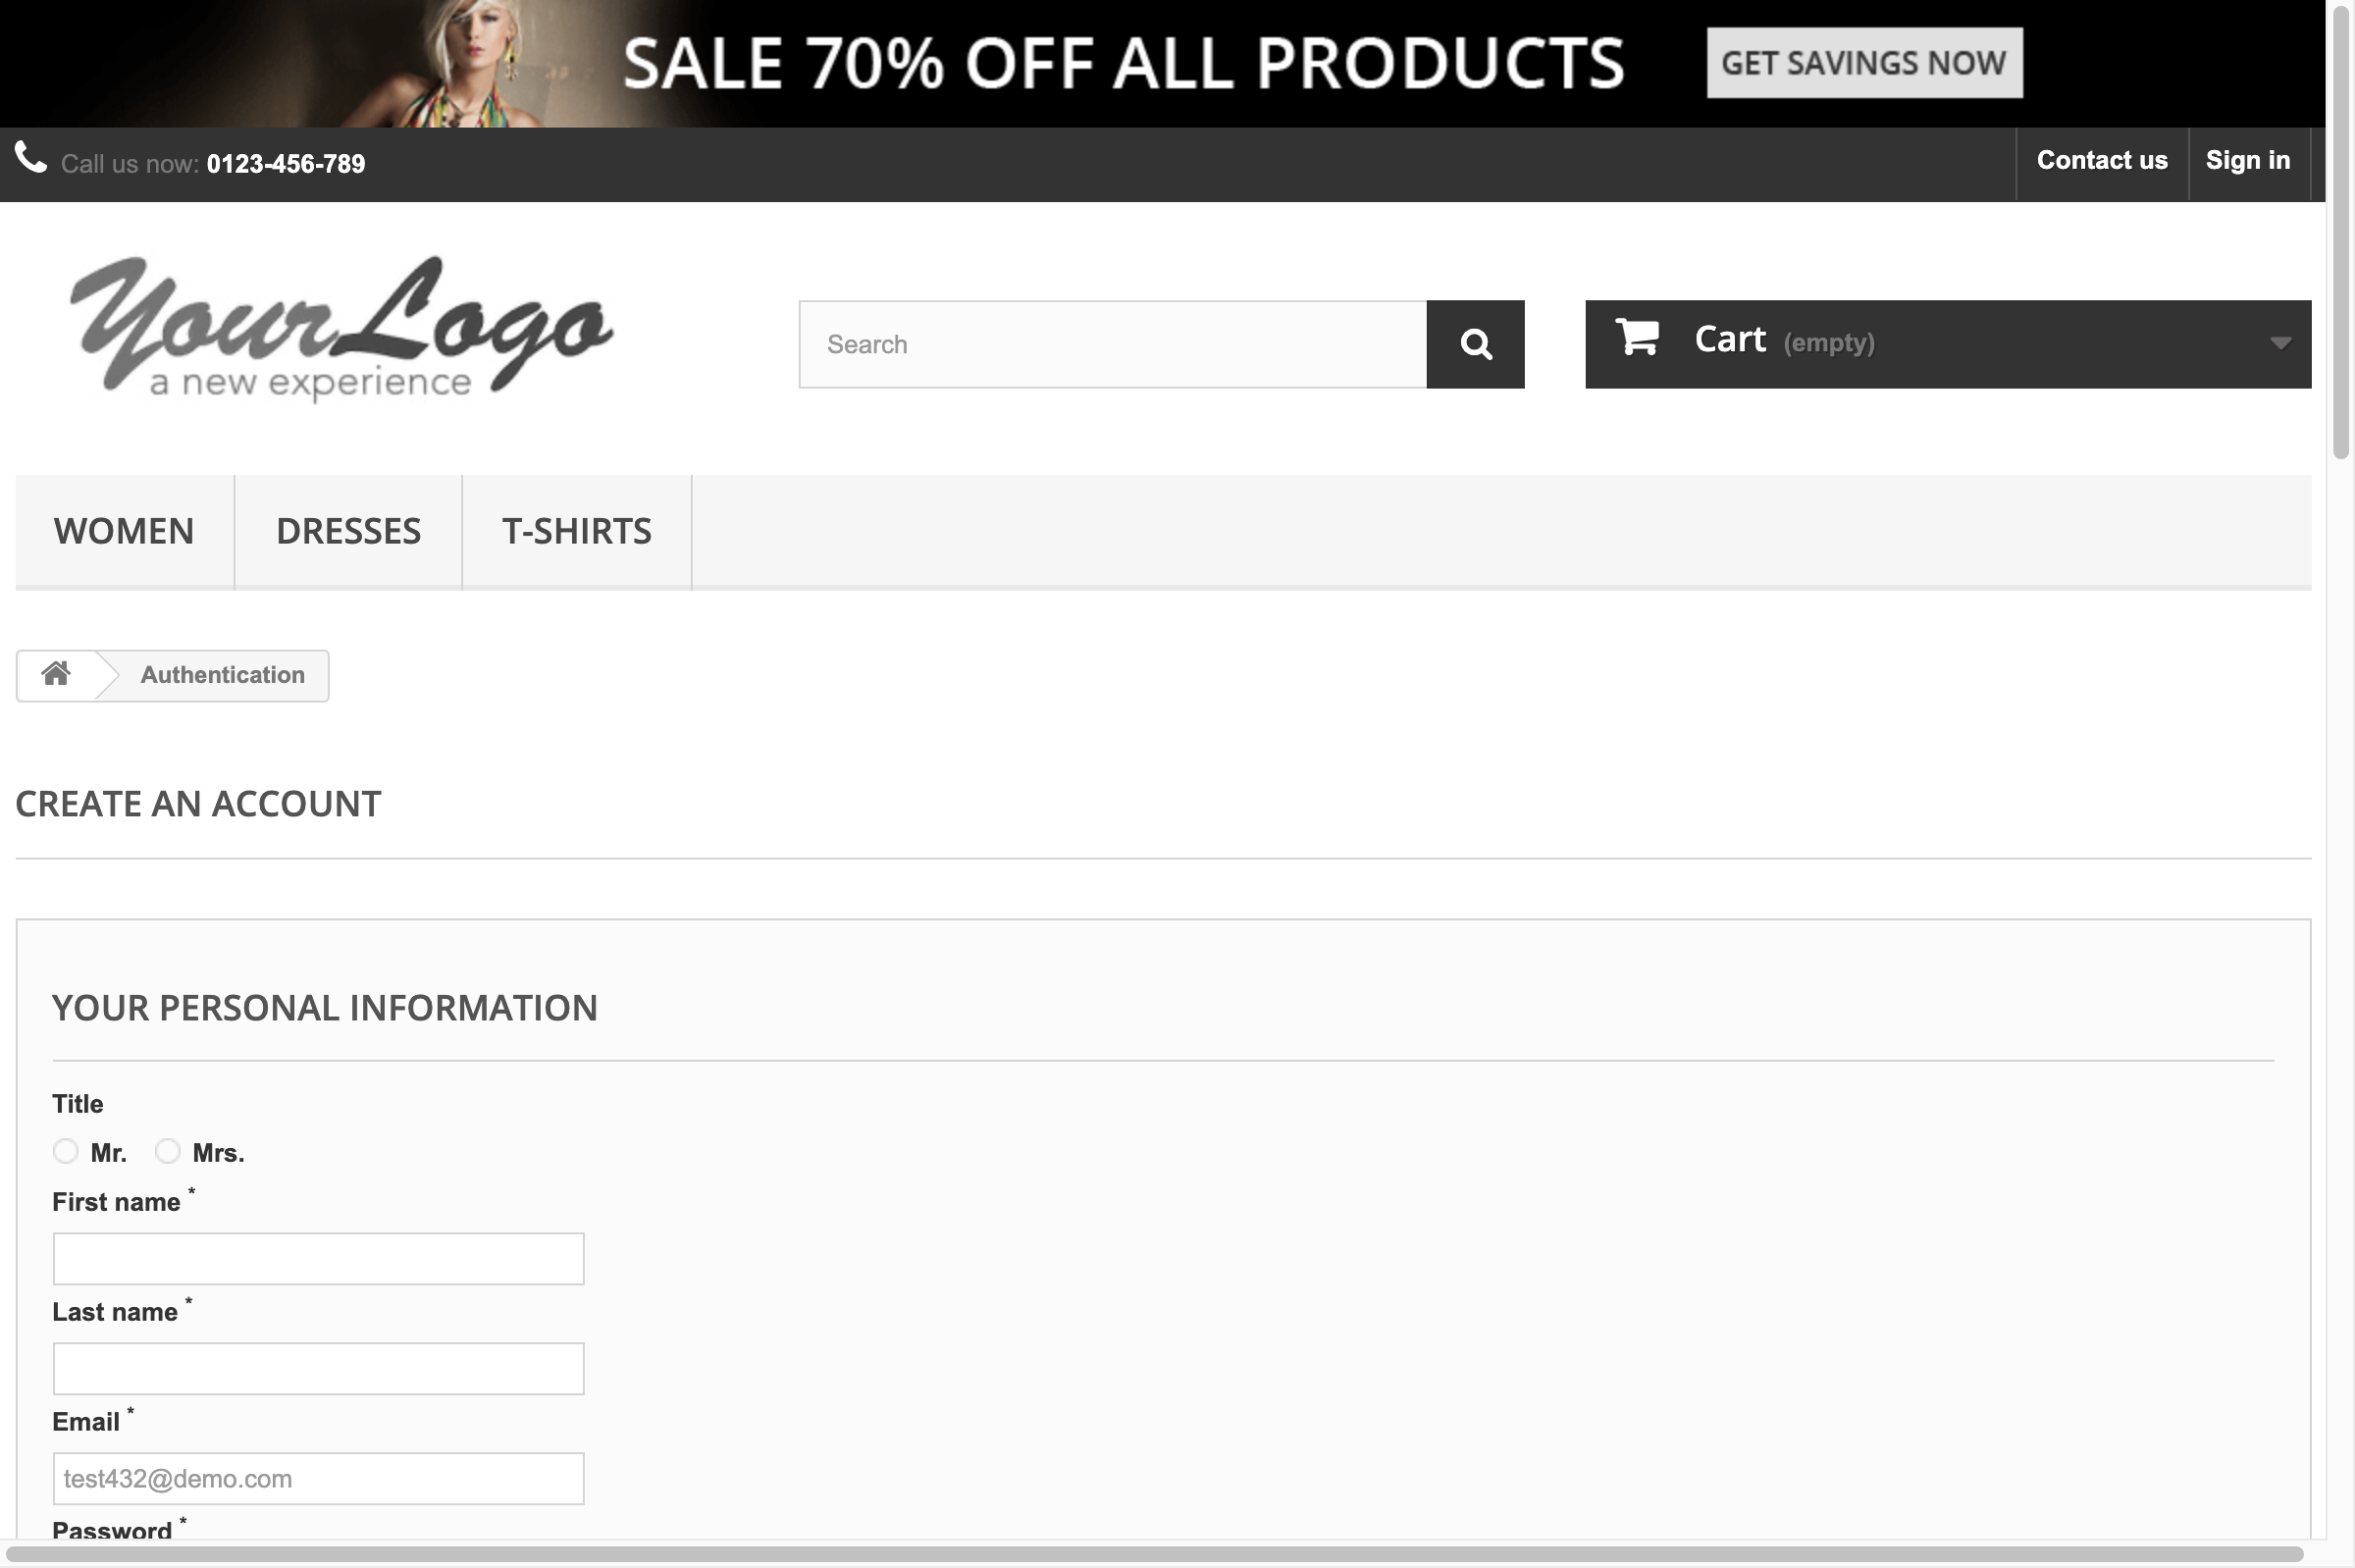 SALE 70% OFF ALL PRODUCTS GET SAVINGS NOW
Call us now: 0123-456-789 Contact us Sign in
YourLogo
a new experience
Search
Cart (empty)
WOMEN DRESSES T-SHIRTS
Authentication
CREATE AN ACCOUNT
YOUR PERSONAL INFORMATION
Title
Mr. Mrs.
First name *
Last name *
Email *
test432@demo.com
Password *